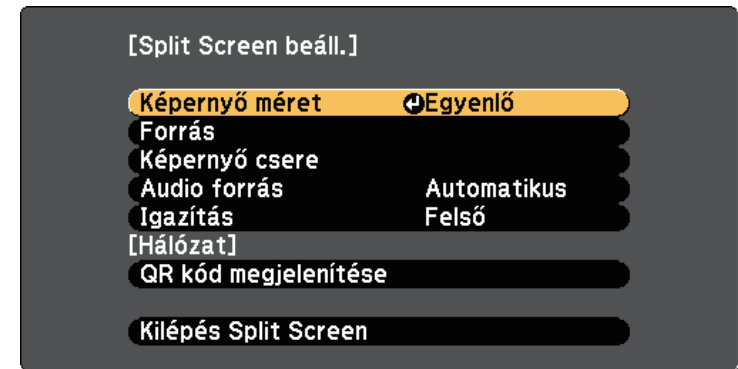 [Split Screen beáll.]
Képernyő méret Egyenlő
Forrás
Képernyő csere
Audio forrás Automatikus
Igazítás Felső
[Hálózat]
QR kód megjelenítése
Kilépés Split Screen